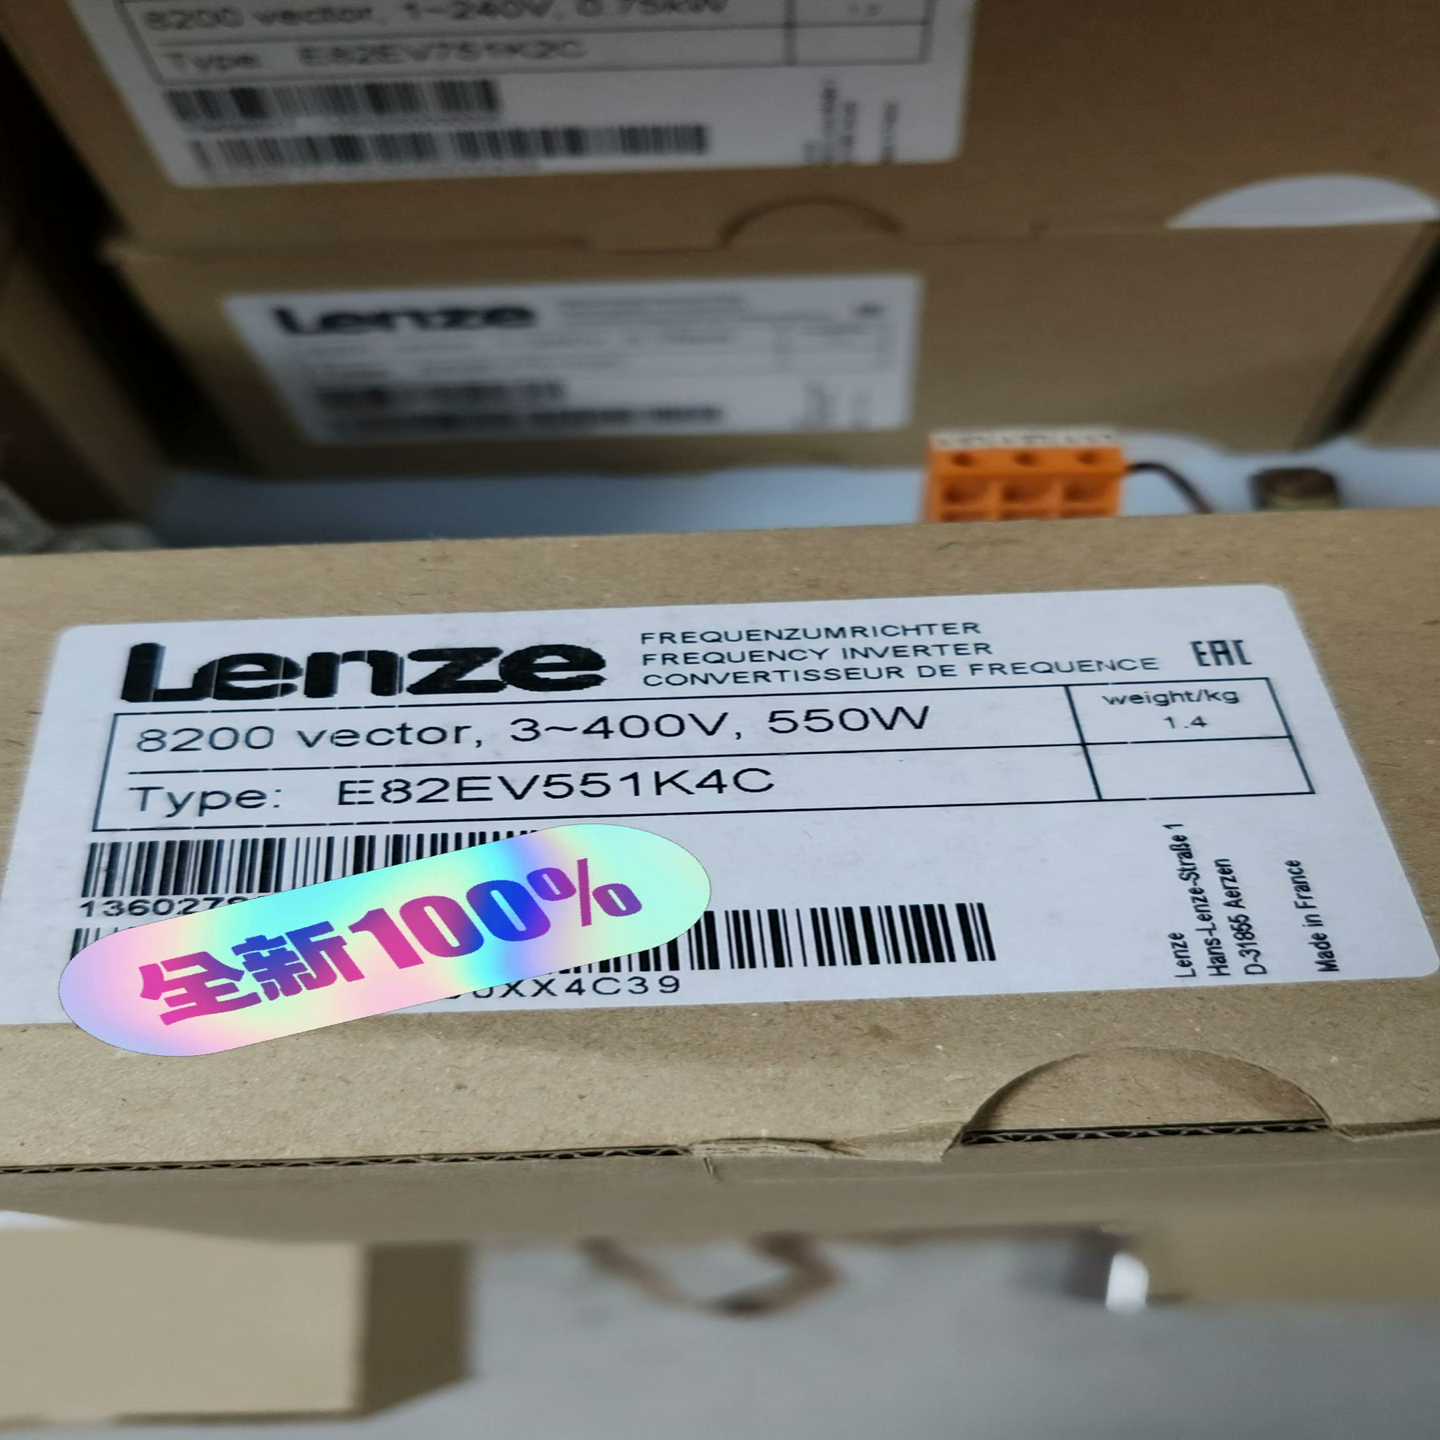 8200 vector, 1~240V, 0.75kW
Type: E82EV751K2C
Lenze
Lenze
FREQUENZUMRICHTER
FREQUENCY INVERTER
CONVERTISSEUR DE FREQUENCE
EAC
8200 vector, 3~400V, 550W
weight/kg
1.4
Type: E82EV551K4C
全新100%
XX4C39
Lenze
Hans-Lenze-Straße 1
D-31855 Aerzen
Made in France